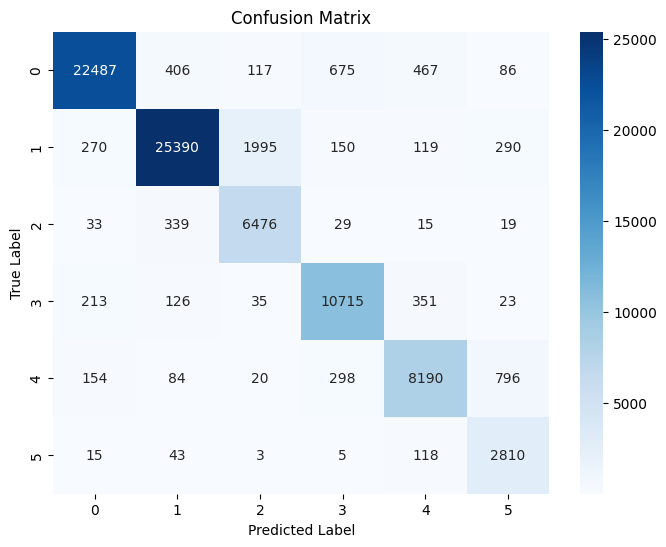 Confusion Matrix
0 22487 406 117 675 467 86
1 270 25390 1995 150 119 290
2 33 339 6476 29 15 19
3 213 126 35 10715 351 23
4 154 84 20 298 8190 796
5 15 43 3 5 118 2810
0 1 2 3 4 5
True Label
Predicted Label
25000
20000
15000
10000
5000